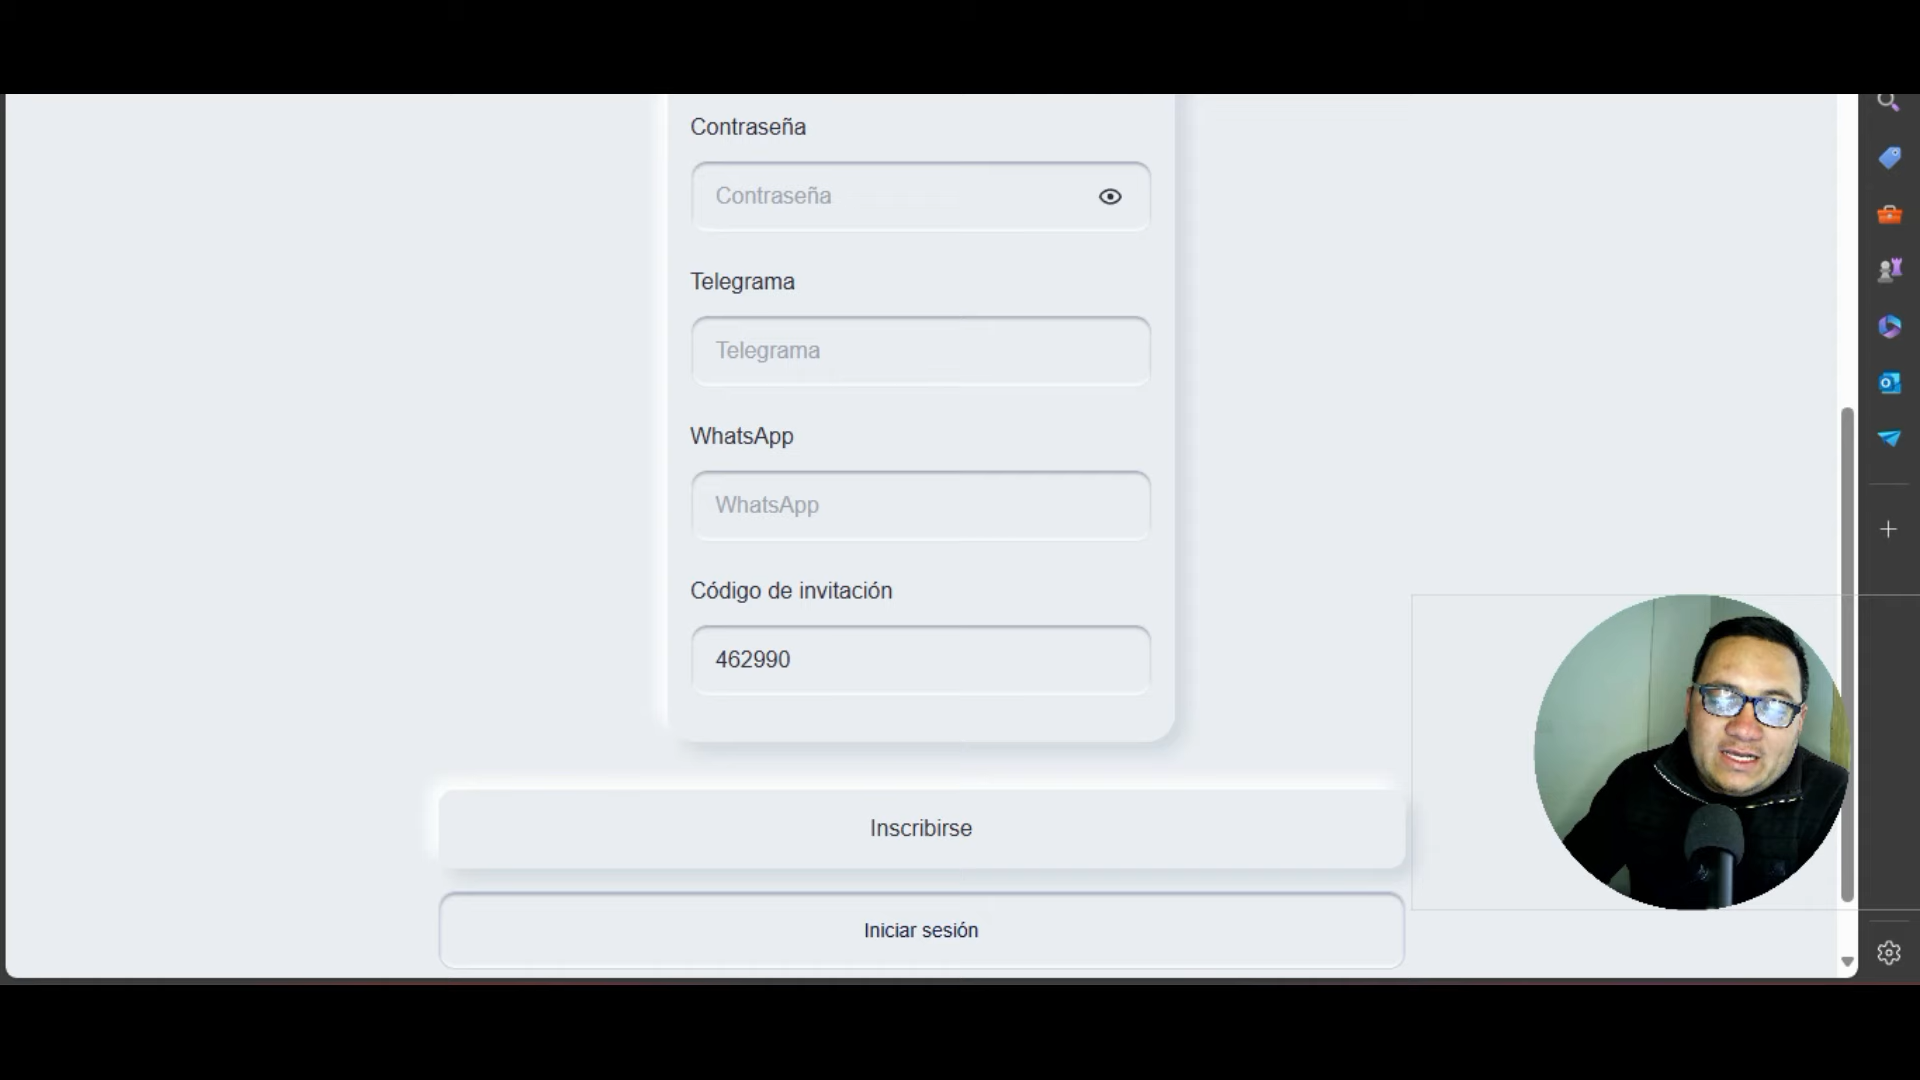 Contraseña
Contraseña
Telegrama
Telegrama
WhatsApp
WhatsApp
Código de invitación
462990
Inscribirse
Iniciar sesión